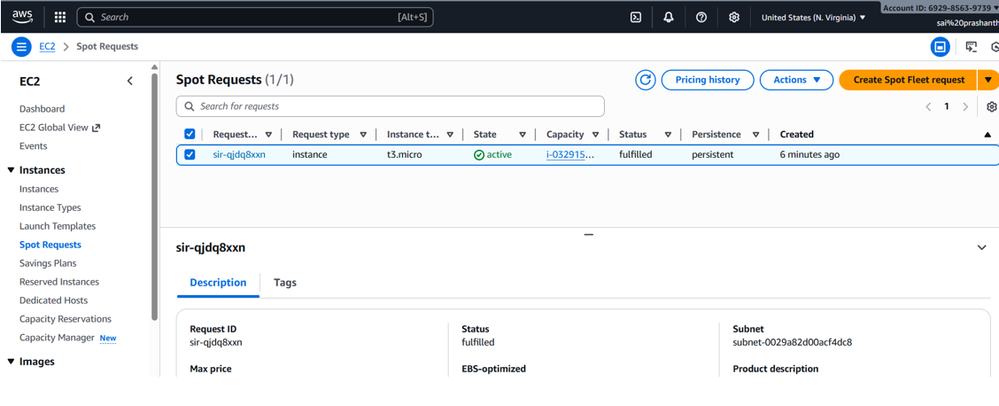 aws
Search [Alt+S]
United States (N. Virginia)
Account ID: 6929-8563-9739
sai%20prashanth
EC2 Spot Requests
EC2
Dashboard
EC2 Global View
Events
Instances
Instances
Instance Types
Launch Templates
Spot Requests
Savings Plans
Reserved Instances
Dedicated Hosts
Capacity Reservations
Capacity Manager New
Images
Spot Requests (1/1)
Pricing history
Actions
Create Spot Fleet request
Search for requests
1
Request... Request type Instance t... State Capacity Status Persistence Created
sir-qjdq8xxn instance t3.micro active i-032915... fulfilled persistent 6 minutes ago
sir-qjdq8xxn
Description Tags
Request ID
sir-qjdq8xxn
Status
fulfilled
Subnet
subnet-0029a82d00acf4dc8
Max price
EBS-optimized
Product description